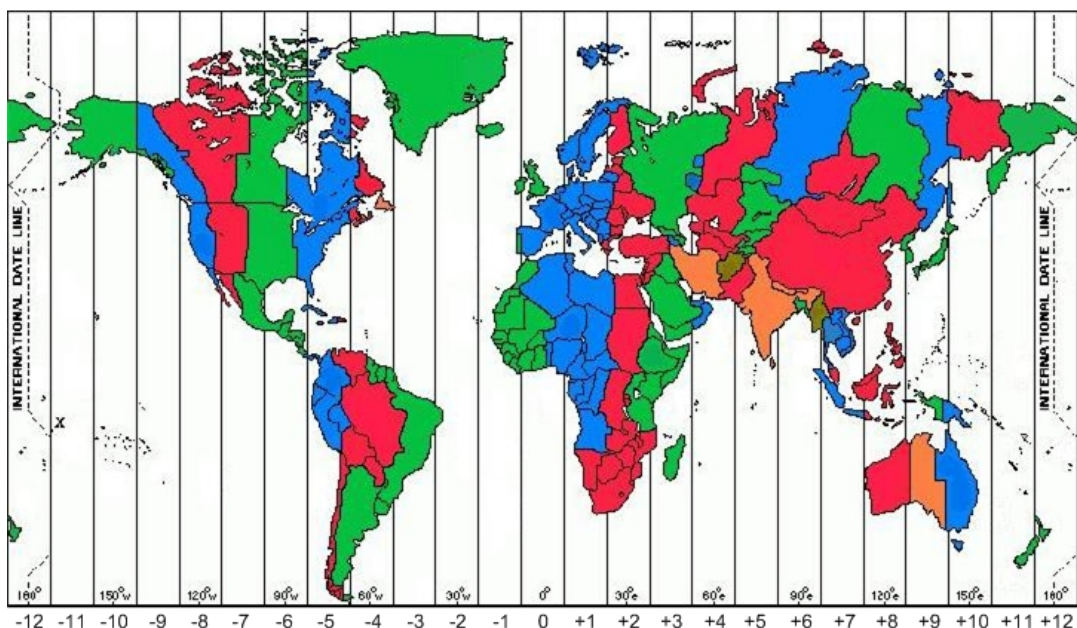 INTERNATIONAL DATE LINE
INTERNATIONAL DATE LINE
X
180° 150°w 120°w 90°w 60°w 30°w 0° 30°e 60°e 90°e 120°e 150°e 180°
-12 -11 -10 -9 -8 -7 -6 -5 -4 -3 -2 -1 0 +1 +2 +3 +4 +5 +6 +7 +8 +9 +10 +11 +12